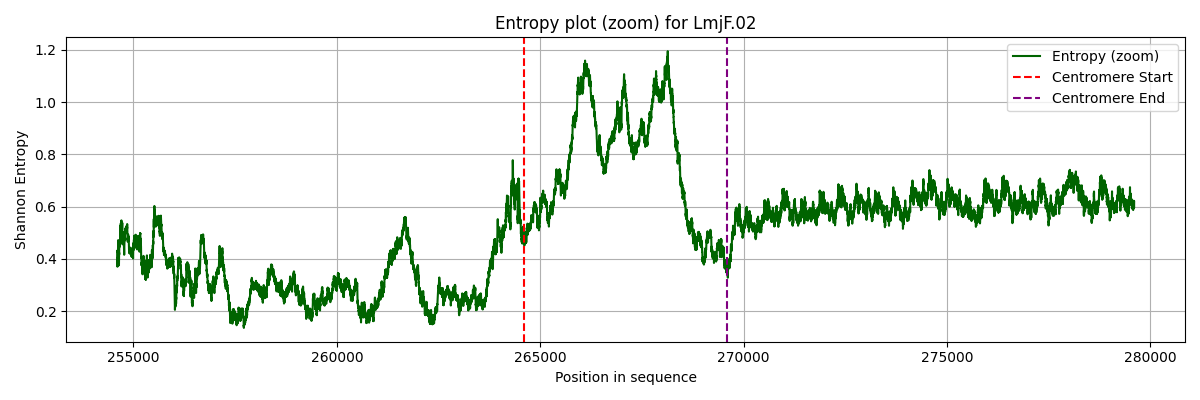 Entropy plot (zoom) for LmjF.02
Entropy (zoom)
Centromere Start
Centromere End
Shannon Entropy
1.2
1.0
0.8
0.6
0.4
0.2
255000 260000 265000 270000 275000 280000
Position in sequence